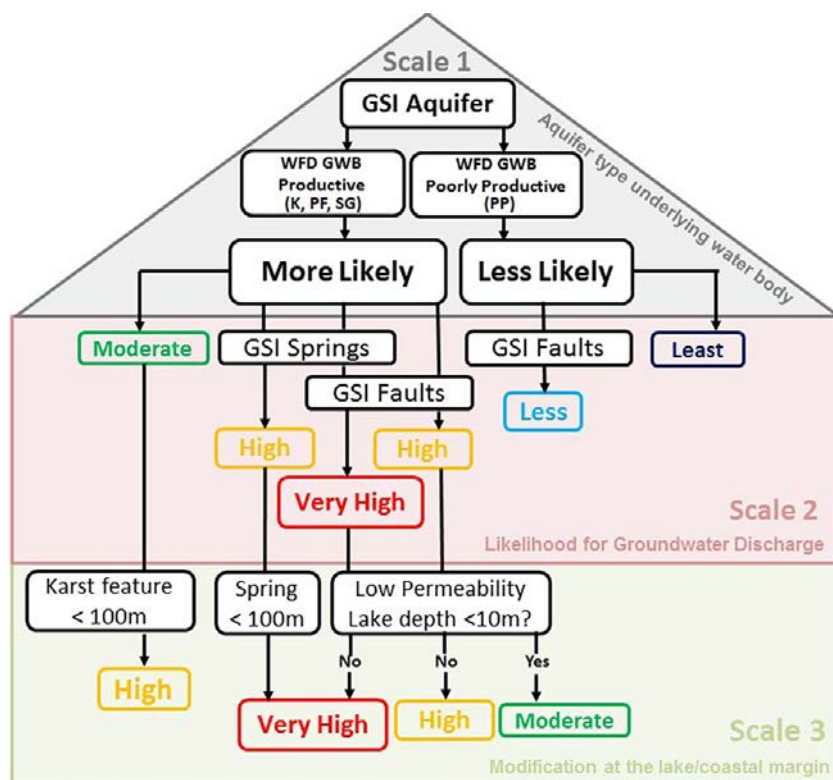 Scale 1
GSI Aquifer
Aquifer type underlying water body
WFD GWB
Productive
(K, PF, SG)
WFD GWB
Poorly Productive
(PP)
More Likely
Less Likely
Moderate
GSI Springs
GSI Faults
Least
GSI Faults
Less
High
High
Very High
Scale 2
Likelihood for Groundwater Discharge
Karst feature
< 100m
Spring
< 100m
Low Permeability
Lake depth <10m?
No
No
Yes
High
Very High
High
Moderate
Scale 3
Modification at the lake/coastal margin